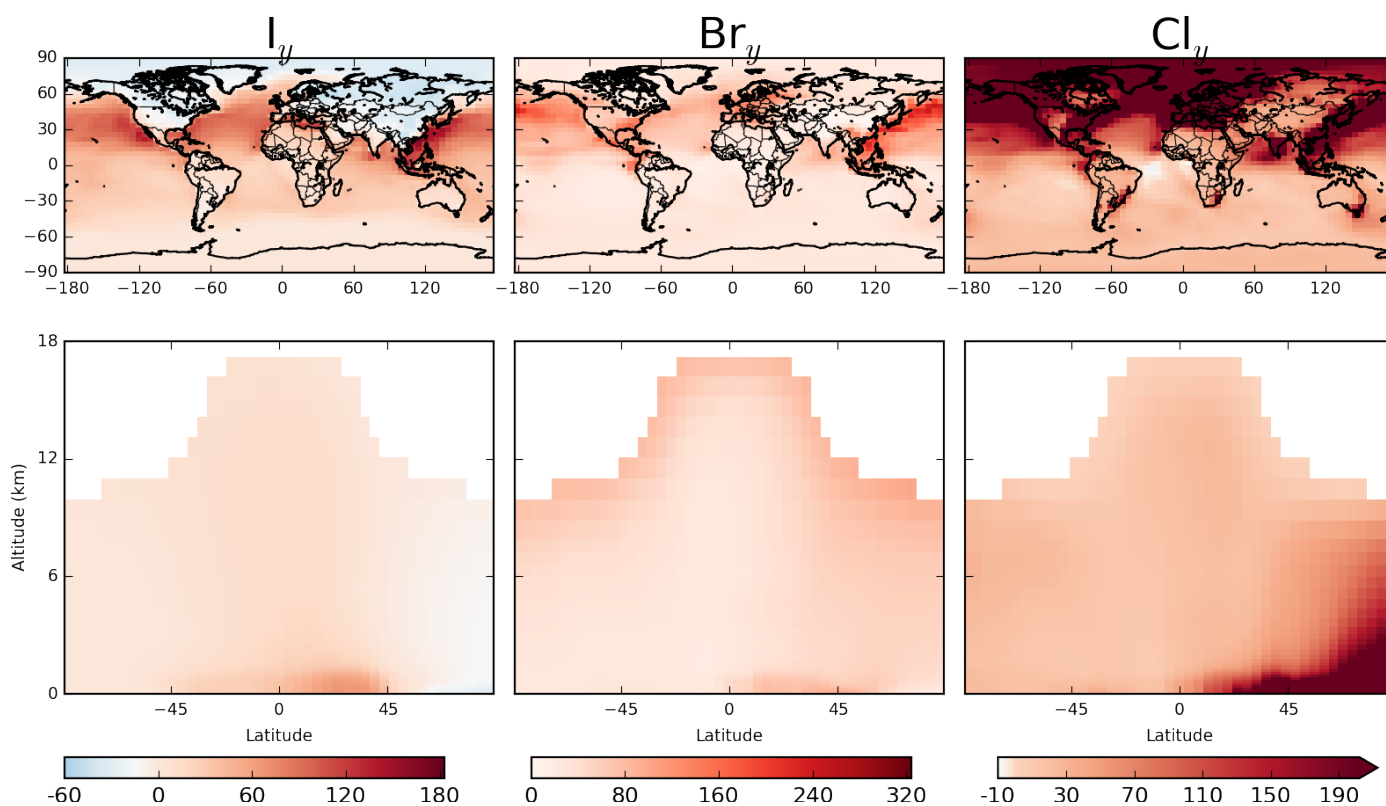 I_y Br_y Cl_y
90
60
30
0
−30
−60
−90
−180 −120 −60 0 60 120 −180 −120 −60 0 60 120 −180 −120 −60 0 60 120
18
12
6
0
Altitude (km)
−45 0 45 −45 0 45 −45 0 45
Latitude Latitude Latitude
-60 0 60 120 180 0 80 160 240 320 -10 30 70 110 150 190